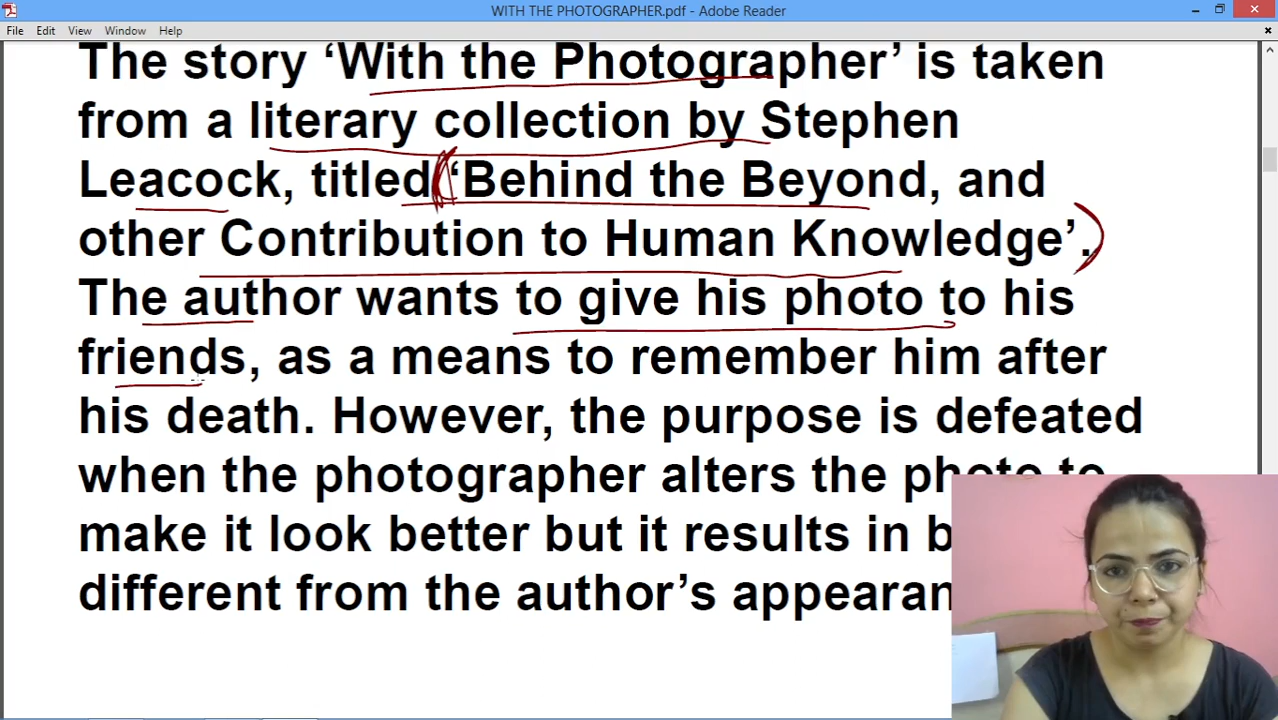 WITH THE PHOTOGRAPHER.pdf - Adobe Reader
File Edit View Window Help
The story ‘With the Photographer’ is taken
from a literary collection by Stephen
Leacock, titled ‘Behind the Beyond, and
other Contribution to Human Knowledge’.
The author wants to give his photo to his
friends, as a means to remember him after
his death. However, the purpose is defeated
when the photographer alters the photo to
make it look better but it results in
different from the author’s